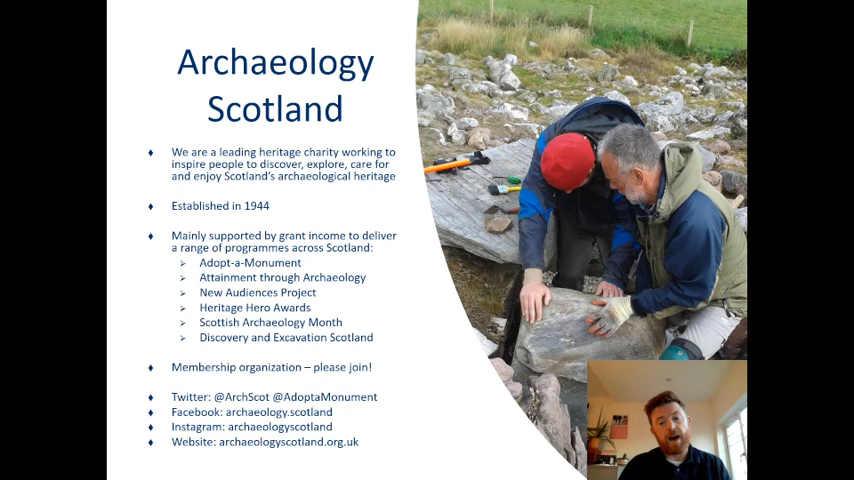 Archaeology
Scotland
♦ We are a leading heritage charity working to
inspire people to discover, explore, care for
and enjoy Scotland's archaeological heritage
♦ Established in 1944
♦ Mainly supported by grant income to deliver
a range of programmes across Scotland:
➢ Adopt-a-Monument
➢ Attainment through Archaeology
➢ New Audiences Project
➢ Heritage Hero Awards
➢ Scottish Archaeology Month
➢ Discovery and Excavation Scotland
♦ Membership organization – please join!
♦ Twitter: @ArchScot @AdoptaMonument
♦ Facebook: archaeology.scotland
♦ Instagram: archaeologyscotland
♦ Website: archaeologyscotland.org.uk